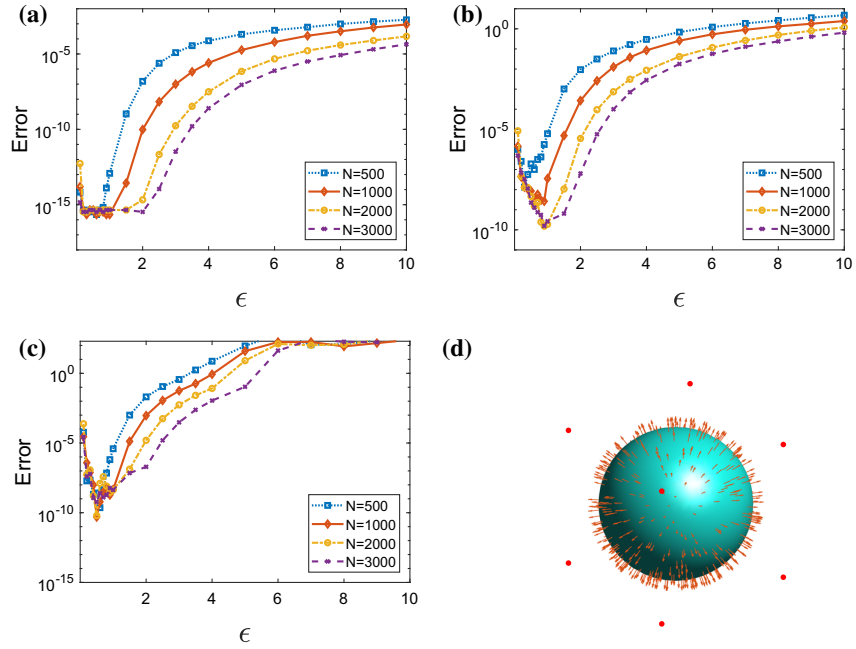 (a)
10^-5
10^-10
10^-15
Error
N=500
N=1000
N=2000
N=3000
2 4 6 8 10
ϵ
(b)
10^0
10^-5
10^-10
Error
N=500
N=1000
N=2000
N=3000
2 4 6 8 10
ϵ
(c)
10^0
10^-5
10^-10
10^-15
Error
N=500
N=1000
N=2000
N=3000
2 4 6 8 10
ϵ
(d)